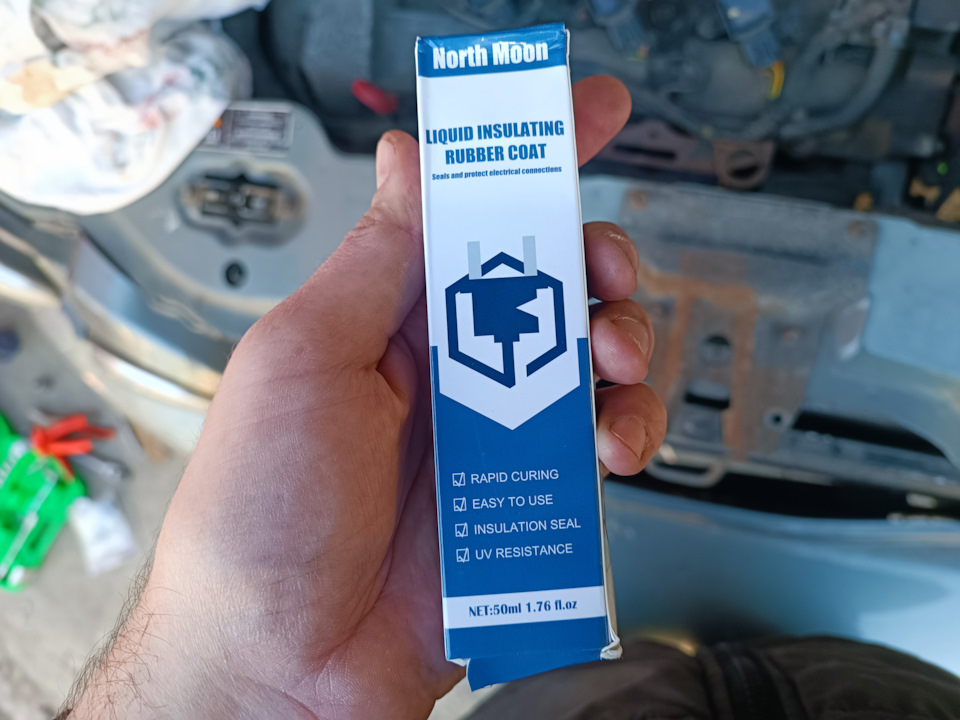 North Moon
LIQUID INSULATING
RUBBER COAT
Seals and protect electrical connections
RAPID CURING
EASY TO USE
INSULATION SEAL
UV RESISTANCE
NET:50ml 1.76 fl.oz